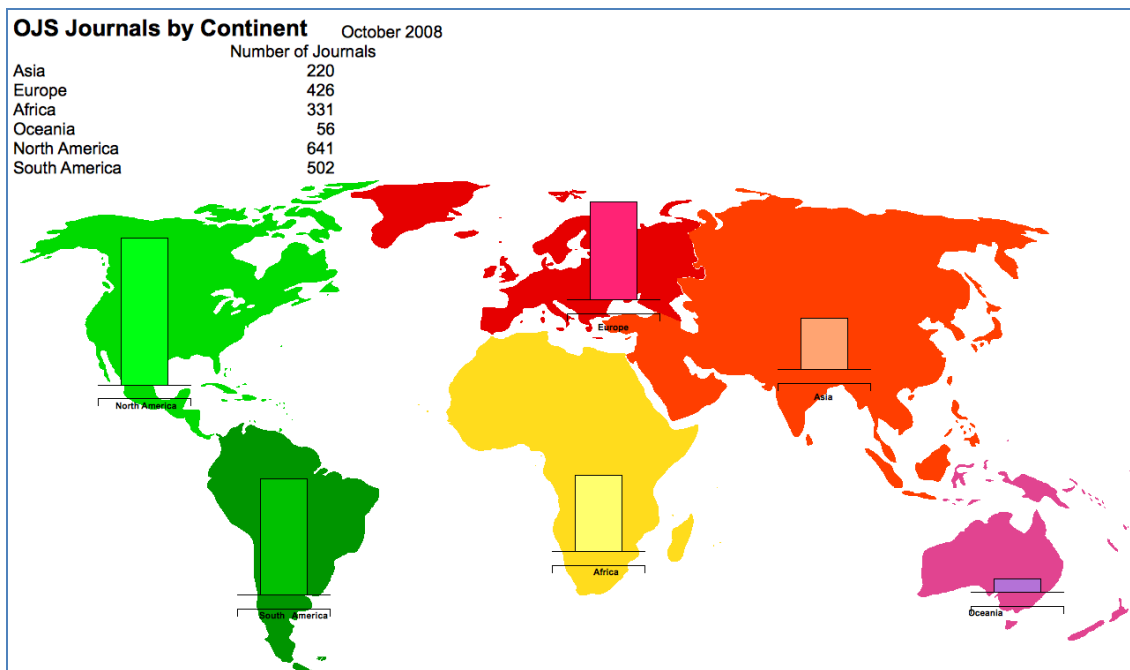 OJS Journals by Continent October 2008
Number of Journals
Asia 220
Europe 426
Africa 331
Oceania 56
North America 641
South America 502
Europe
Asia
North America
Africa
South America
Oceania